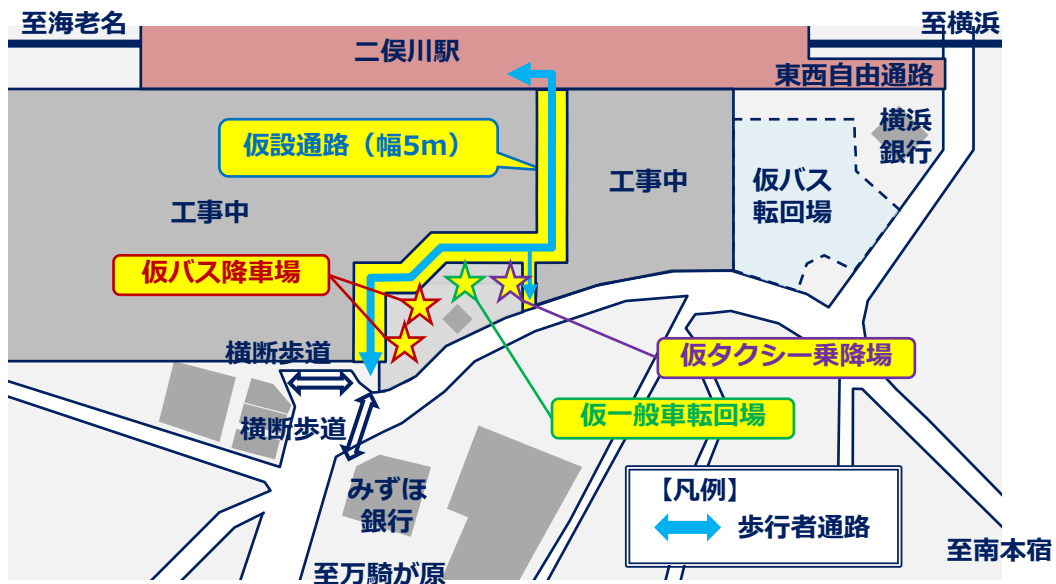 至海老名
至横浜
二俣川駅
東西自由通路
仮設通路（幅5ｍ）
横浜
銀行
工事中
仮バス
転回場
工事中
仮バス降車場
横断歩道
仮タクシー乗降場
仮一般車転回場
横断歩道
みずほ
銀行
【凡例】
歩行者通路
至南本宿
至万騎が原